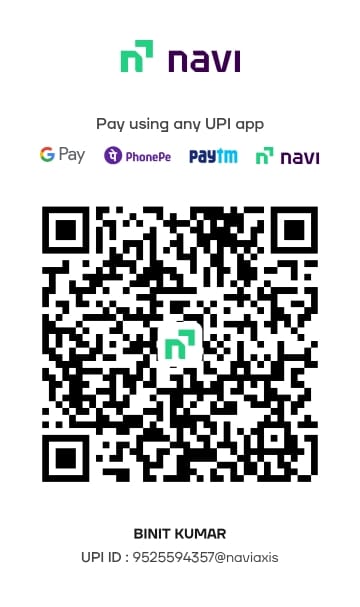 navi
Pay using any UPI app
G Pay PhonePe paytm navi
BINIT KUMAR
UPI ID : 9525594357@naviaxis